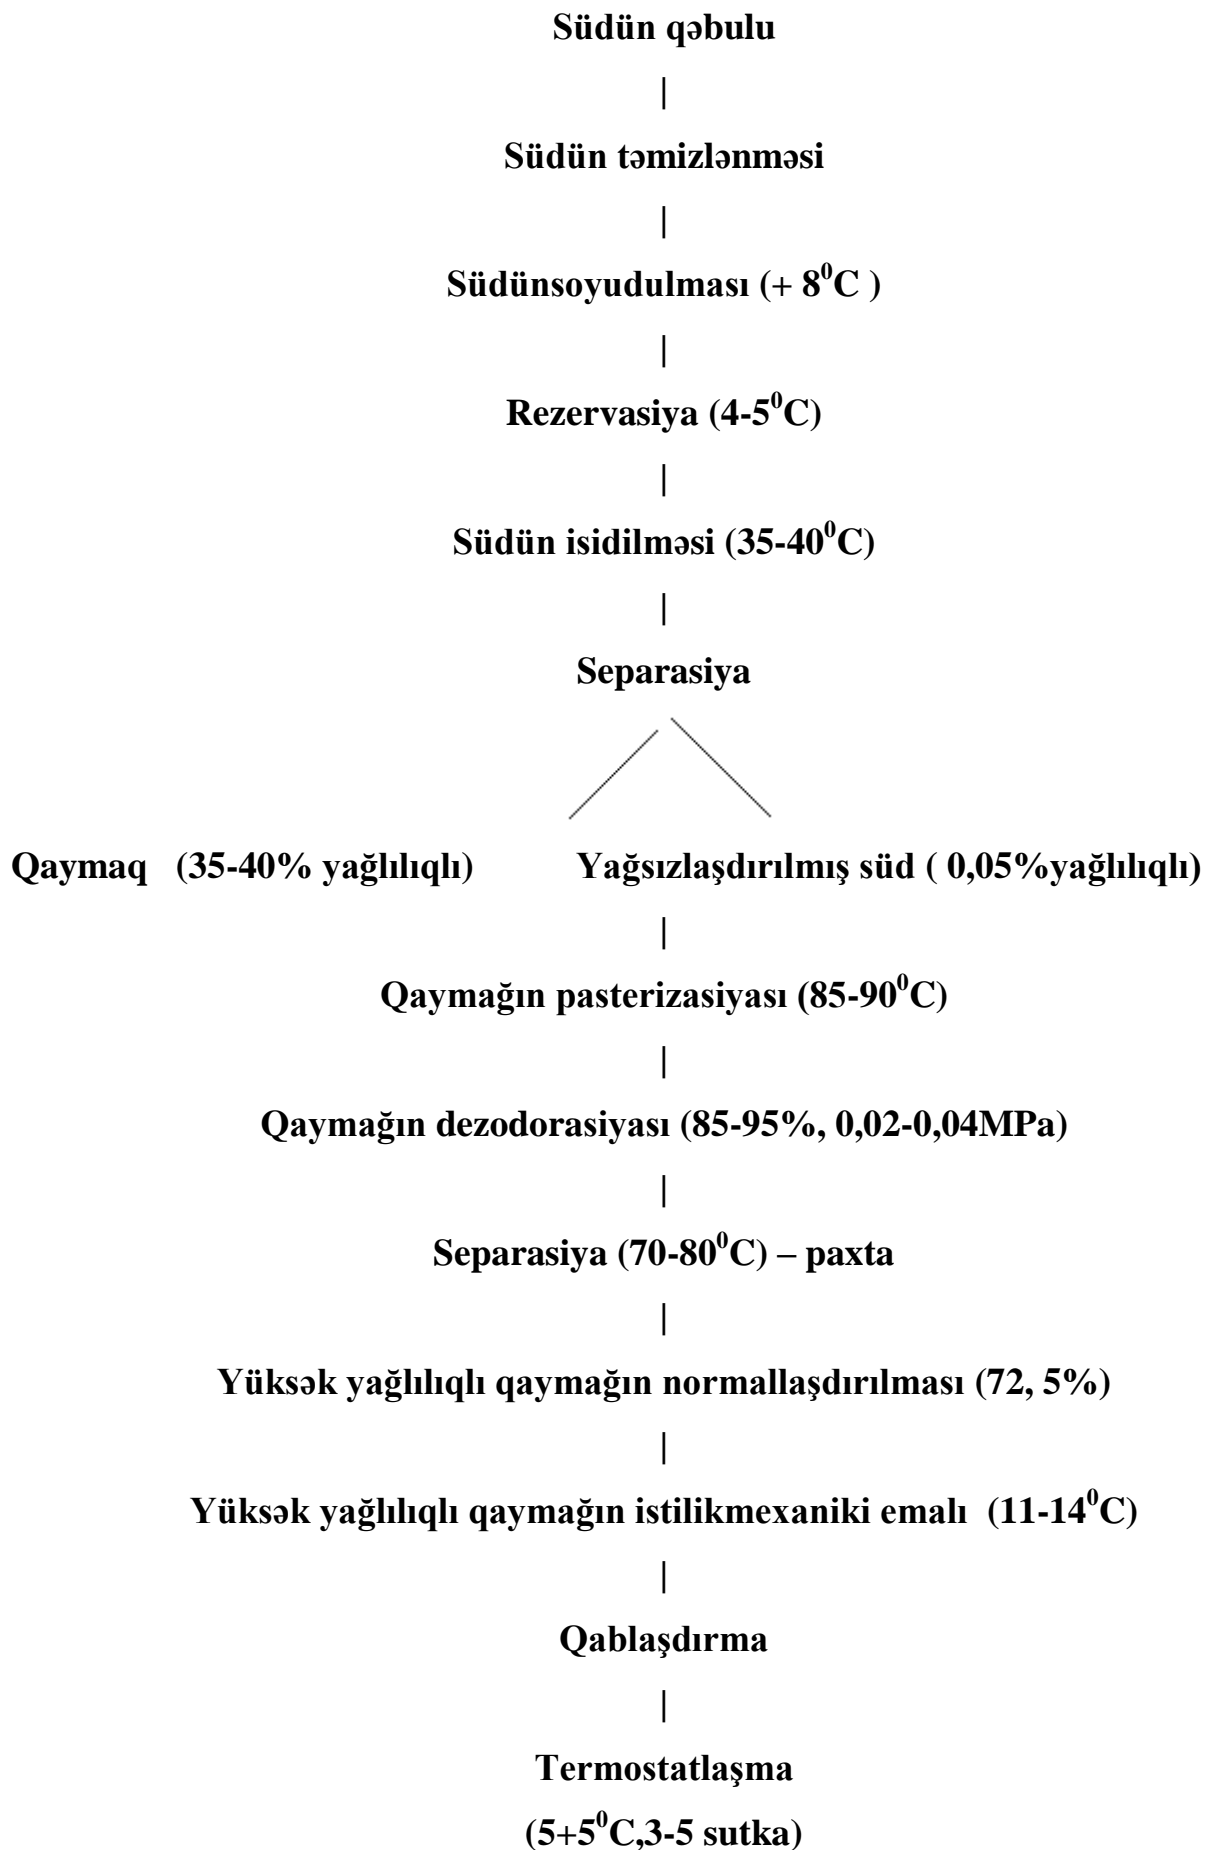 Südün qəbulu
|
Südün təmizlənməsi
|
Südünsoyudulması (+ 8⁰C )
|
Rezervasiya (4-5⁰C)
|
Südün isidilməsi (35-40⁰C)
|
Separasiya
Qaymaq (35-40% yağlılıqlı) Yağsızlaşdırılmış süd ( 0,05%yağlılıqlı)
|
Qaymağın pasterizasiyası (85-90⁰C)
|
Qaymağın dezodorasiyası (85-95%, 0,02-0,04MPa)
|
Separasiya (70-80⁰C) – paxta
|
Yüksək yağlılıqlı qaymağın normallaşdırılması (72, 5%)
|
Yüksək yağlılıqlı qaymağın istilikmexaniki emalı (11-14⁰C)
|
Qablaşdırma
|
Termostatlaşma
(5+5⁰C,3-5 sutka)